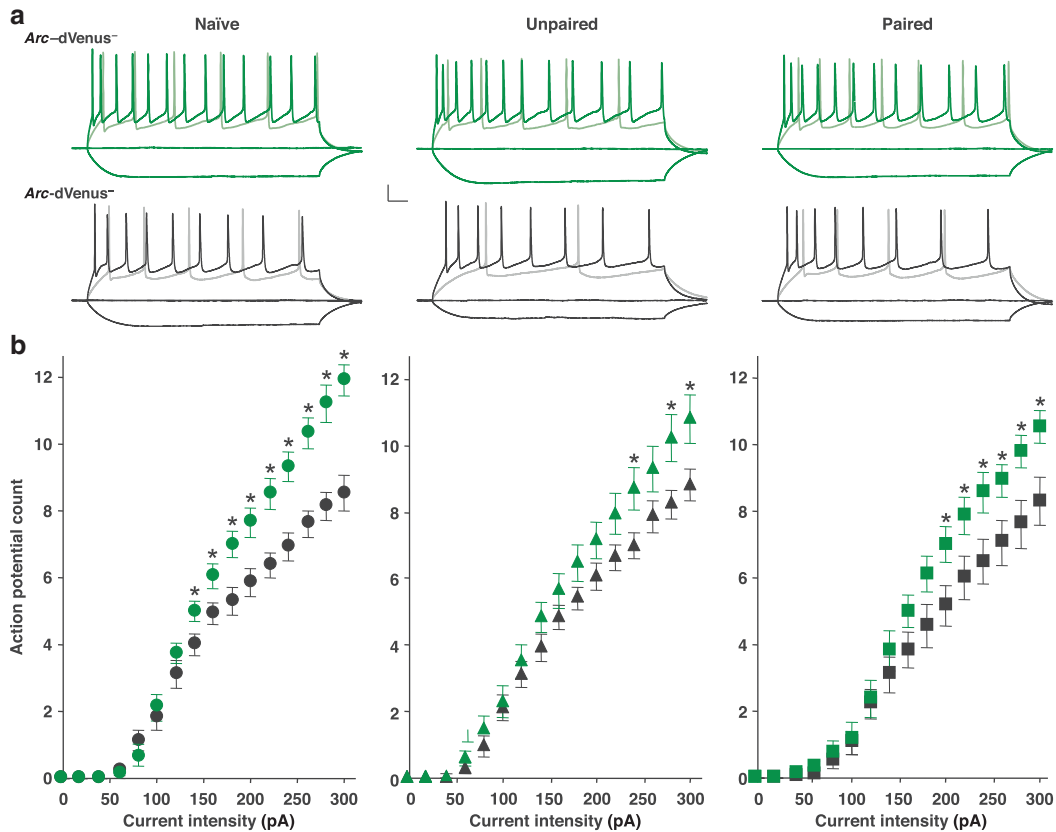 a
Naïve
Unpaired
Paired
Arc–dVenus⁻
Arc-dVenus⁻
b
Action potential count
12
10
8
6
4
2
0
* * * * * * * * *
0 50 100 150 200 250 300
Current intensity (pA)
12
10
8
6
4
2
0
* * *
0 50 100 150 200 250 300
Current intensity (pA)
12
10
8
6
4
2
0
* * * * * *
0 50 100 150 200 250 300
Current intensity (pA)